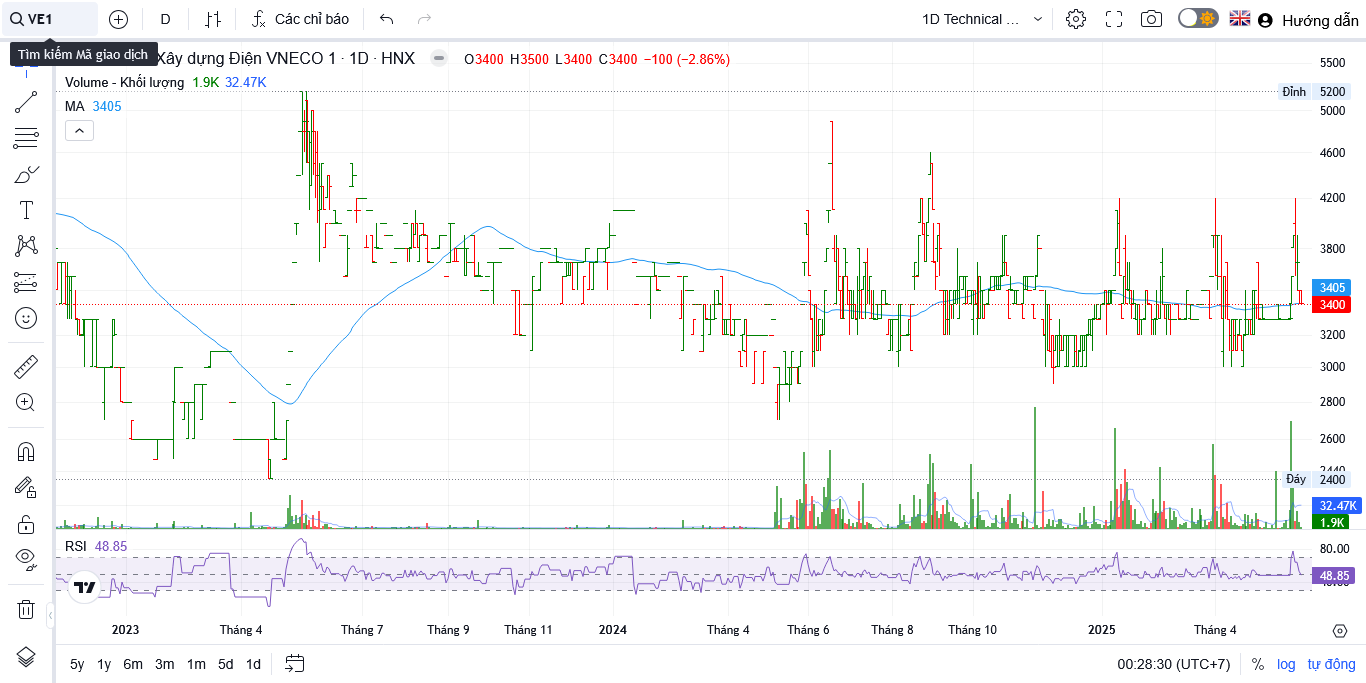 VE1
D
Các chỉ báo
1D Technical ...
Hướng dẫn
Tìm kiếm Mã giao dịch
Xây dựng Điện VNECO 1 · 1D · HNX
O3400 H3500 L3400 C3400 −100 (−2.86%)
Volume - Khối lượng 1.9K 32.47K
MA 3405
5500
Đỉnh 5200
5000
4600
4200
3800
3405
3400
3200
3000
2800
2600
2440
Đáy 2400
32.47K
1.9K
RSI 48.85
80.00
48.85
2023
Tháng 4
Tháng 7
Tháng 9
Tháng 11
2024
Tháng 4
Tháng 6
Tháng 8
Tháng 10
2025
Tháng 4
5y 1y 6m 3m 1m 5d 1d
00:28:30 (UTC+7)
% log tự động